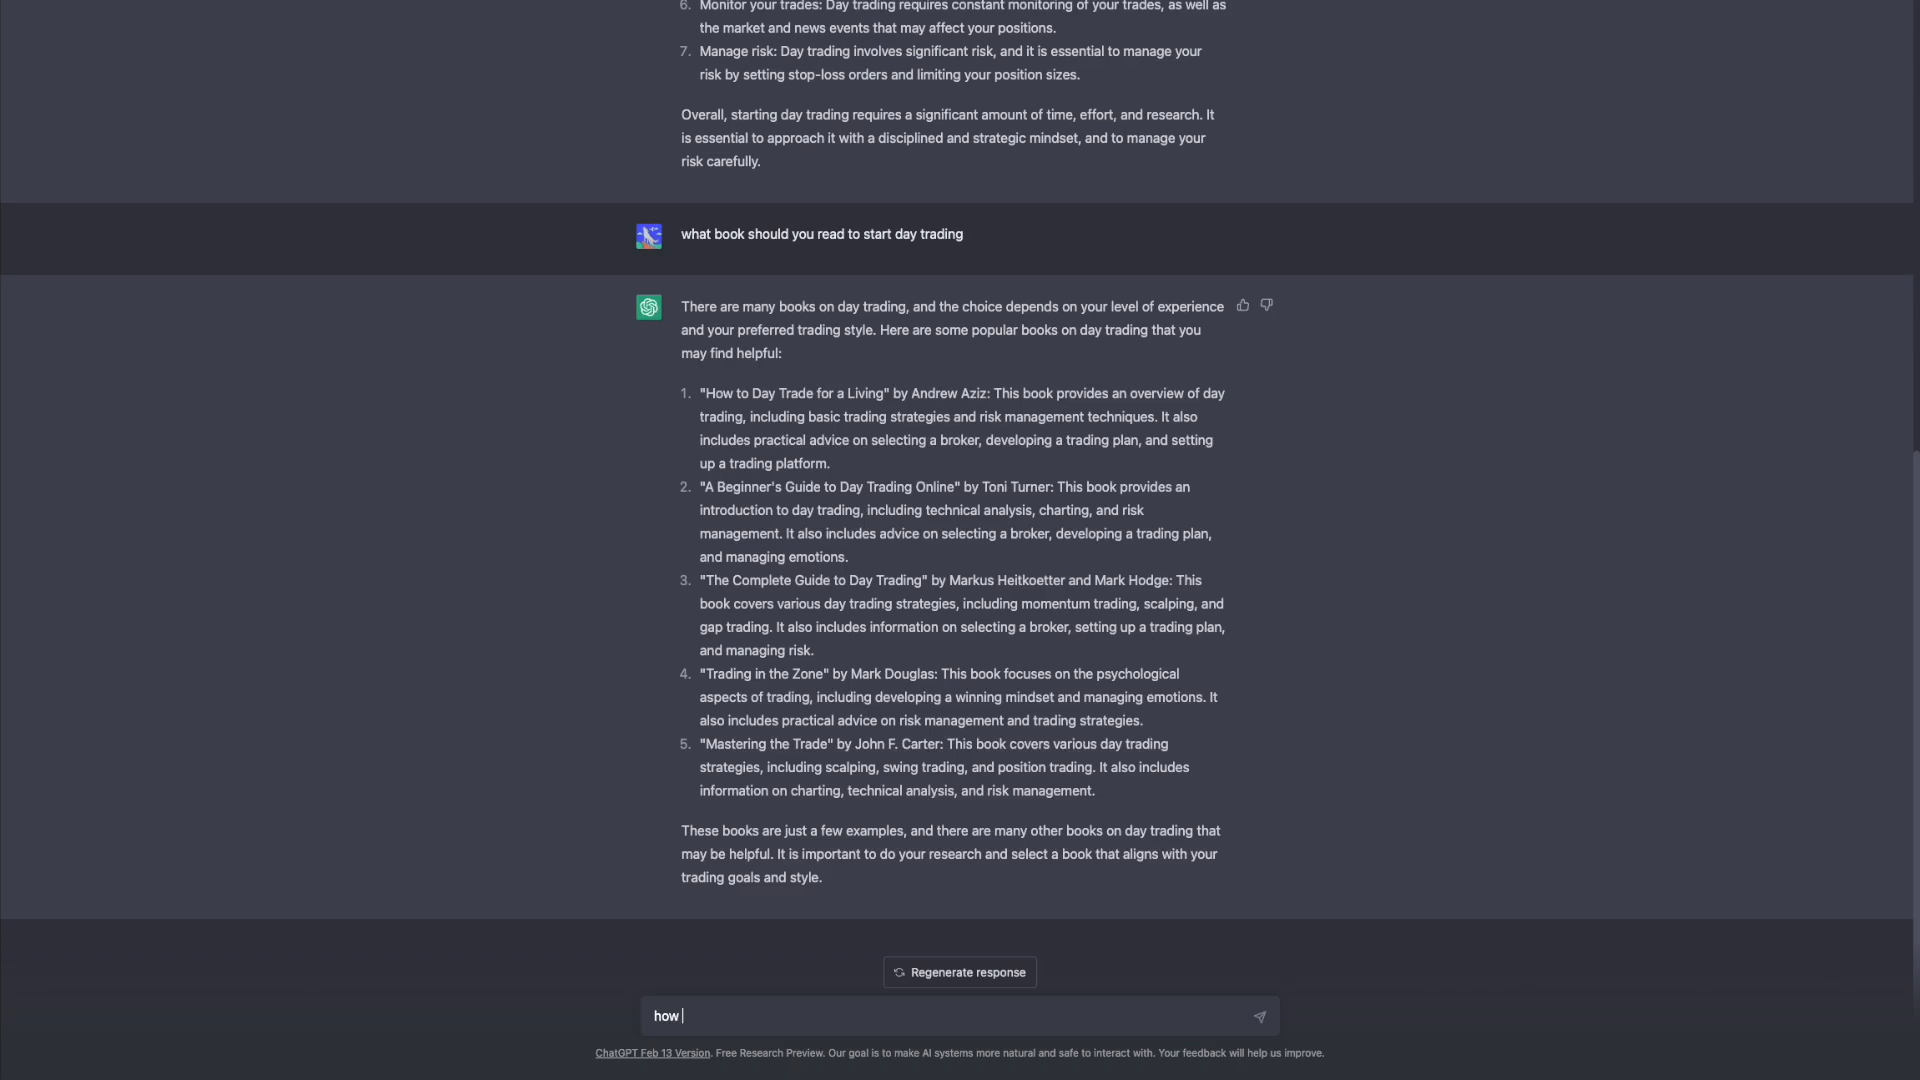 6. Monitor your trades: Day trading requires constant monitoring of your trades, as well as
the market and news events that may affect your positions.
7. Manage risk: Day trading involves significant risk, and it is essential to manage your
risk by setting stop-loss orders and limiting your position sizes.
Overall, starting day trading requires a significant amount of time, effort, and research. It
is essential to approach it with a disciplined and strategic mindset, and to manage your
risk carefully.
what book should you read to start day trading
There are many books on day trading, and the choice depends on your level of experience
and your preferred trading style. Here are some popular books on day trading that you
may find helpful:
1. "How to Day Trade for a Living" by Andrew Aziz: This book provides an overview of day
trading, including basic trading strategies and risk management techniques. It also
includes practical advice on selecting a broker, developing a trading plan, and setting
up a trading platform.
2. "A Beginner's Guide to Day Trading Online" by Toni Turner: This book provides an
introduction to day trading, including technical analysis, charting, and risk
management. It also includes advice on selecting a broker, developing a trading plan,
and managing emotions.
3. "The Complete Guide to Day Trading" by Markus Heitkoetter and Mark Hodge: This
book covers various day trading strategies, including momentum trading, scalping, and
gap trading. It also includes information on selecting a broker, setting up a trading plan,
and managing risk.
4. "Trading in the Zone" by Mark Douglas: This book focuses on the psychological
aspects of trading, including developing a winning mindset and managing emotions. It
also includes practical advice on risk management and trading strategies.
5. "Mastering the Trade" by John F. Carter: This book covers various day trading
strategies, including scalping, swing trading, and position trading. It also includes
information on charting, technical analysis, and risk management.
These books are just a few examples, and there are many other books on day trading that
may be helpful. It is important to do your research and select a book that aligns with your
trading goals and style.
Regenerate response
how
ChatGPT Feb 13 Version. Free Research Preview. Our goal is to make AI systems more natural and safe to interact with. Your feedback will help us improve.